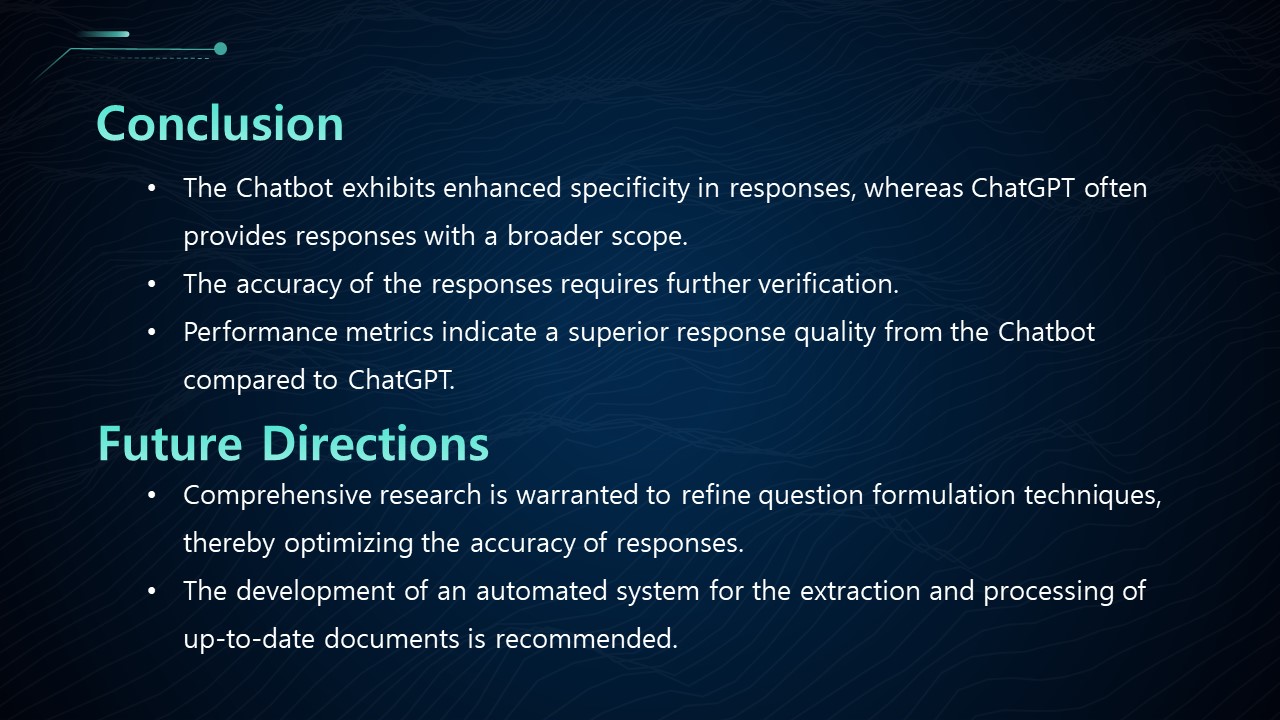 Conclusion
• The Chatbot exhibits enhanced specificity in responses, whereas ChatGPT often
provides responses with a broader scope.
• The accuracy of the responses requires further verification.
• Performance metrics indicate a superior response quality from the Chatbot
compared to ChatGPT.
Future Directions
• Comprehensive research is warranted to refine question formulation techniques,
thereby optimizing the accuracy of responses.
• The development of an automated system for the extraction and processing of
up-to-date documents is recommended.